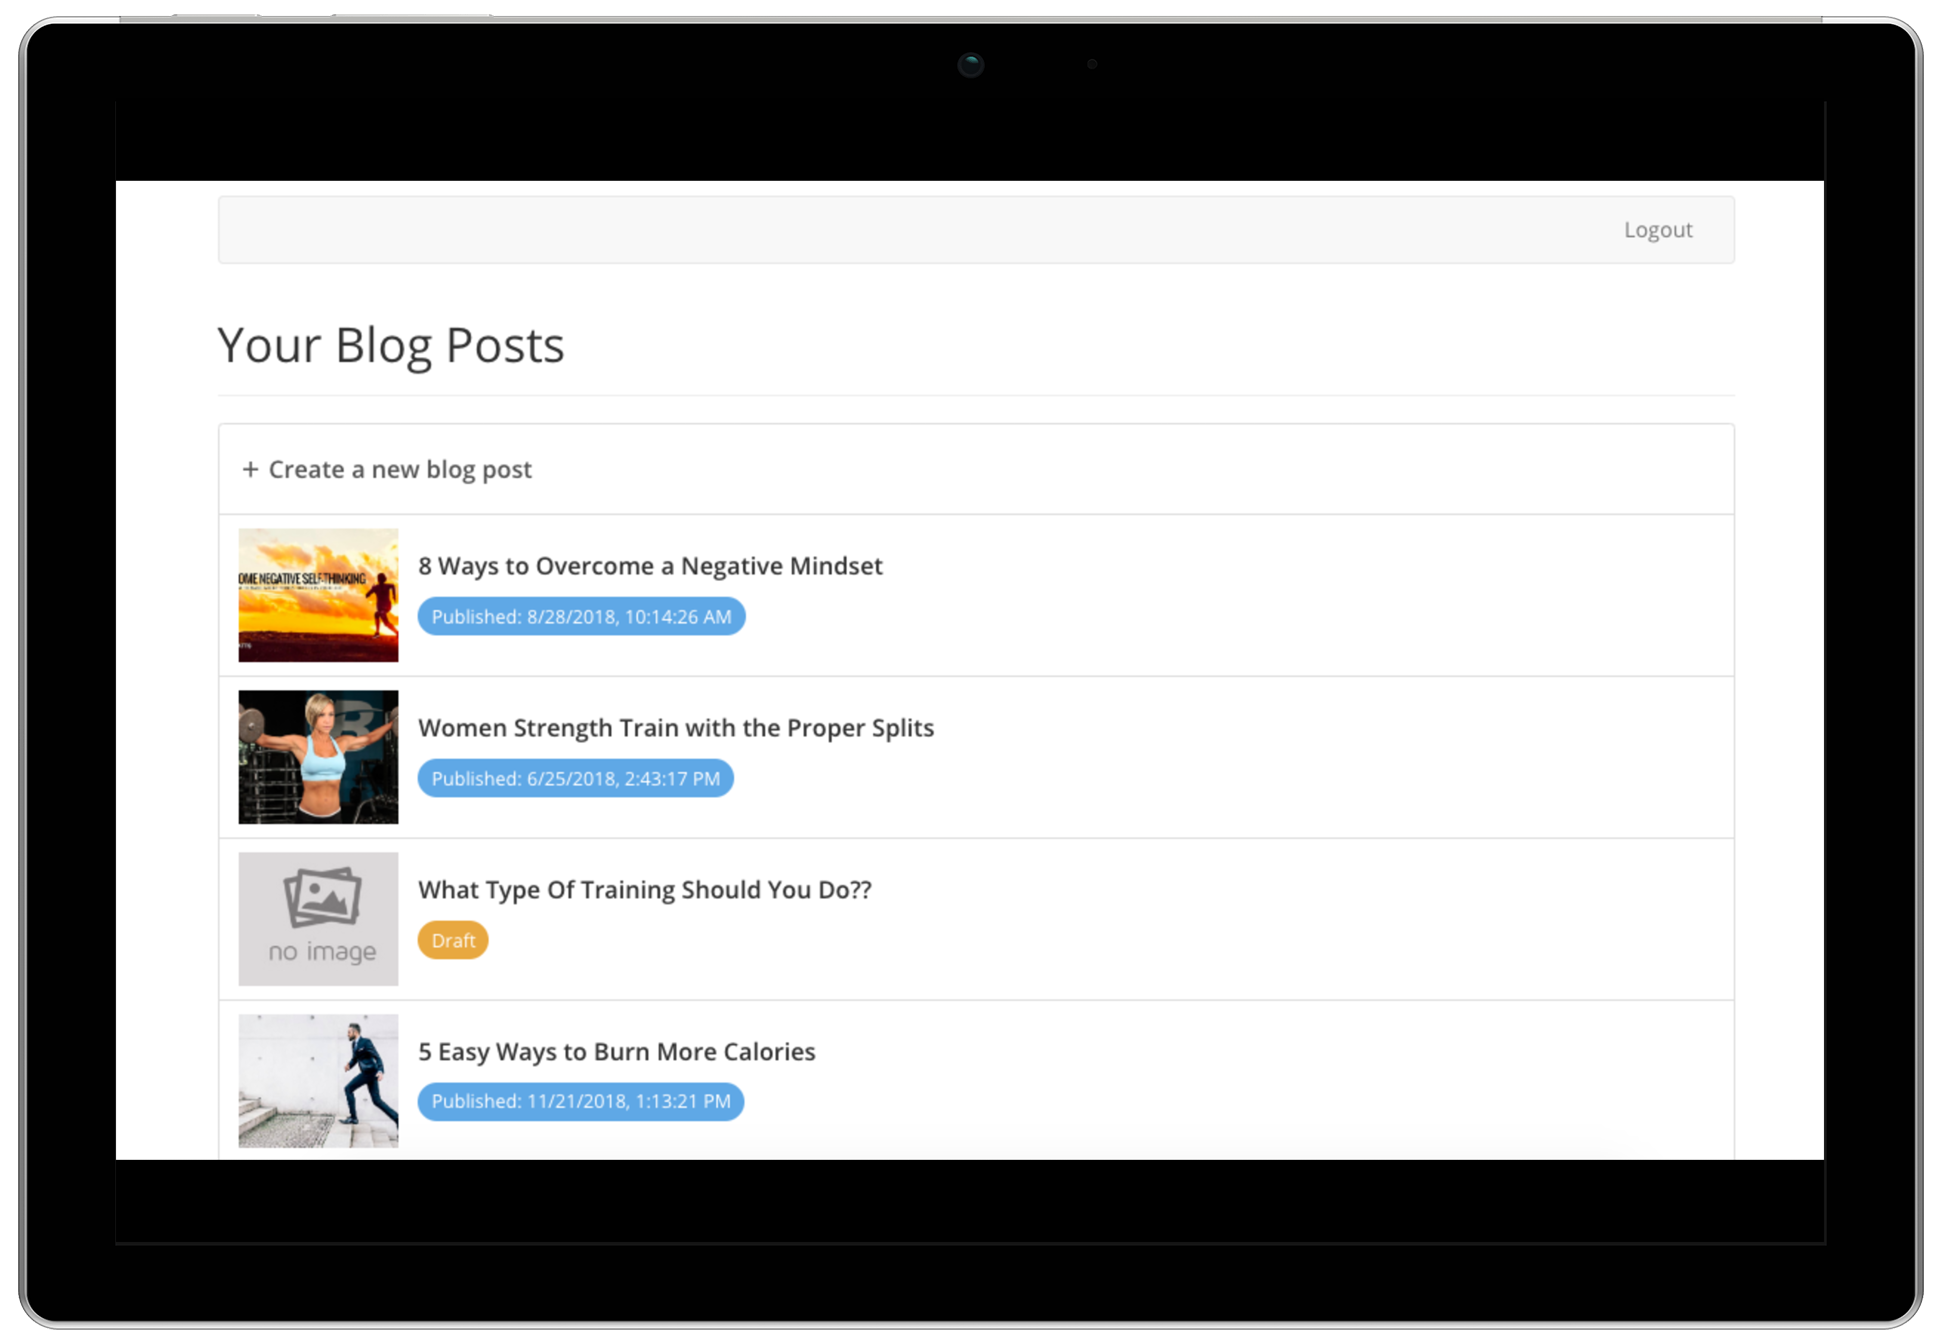 Logout
Your Blog Posts
+ Create a new blog post
OME NEGATIVE SELF-THINKING
8 Ways to Overcome a Negative Mindset
Published: 8/28/2018, 10:14:26 AM
B
Women Strength Train with the Proper Splits
Published: 6/25/2018, 2:43:17 PM
no image
What Type Of Training Should You Do??
Draft
5 Easy Ways to Burn More Calories
Published: 11/21/2018, 1:13:21 PM